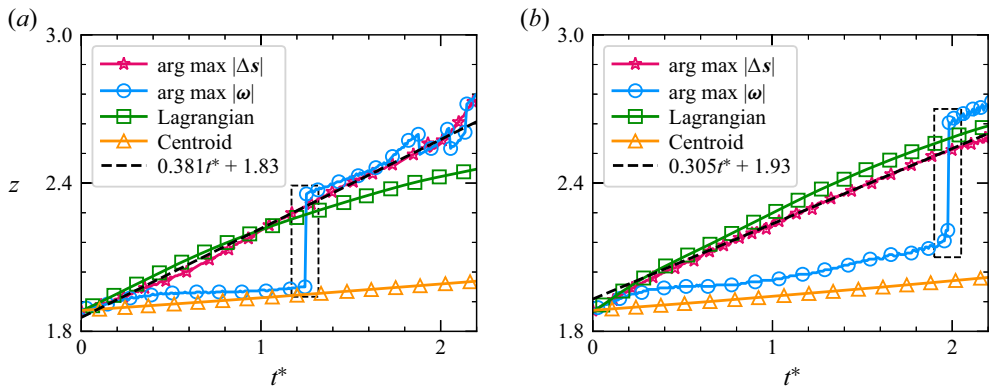 (a)
3.0
arg max |Δs|
arg max |ω|
Lagrangian
Centroid
0.381t* + 1.83
z
2.4
1.8
0
1
2
t*
(b)
3.0
arg max |Δs|
arg max |ω|
Lagrangian
Centroid
0.305t* + 1.93
2.4
1.8
0
1
2
t*